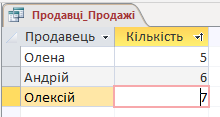 Продавці_Продажі
Продавець Кількість
Олена 5
Андрій 6
Олексій 7